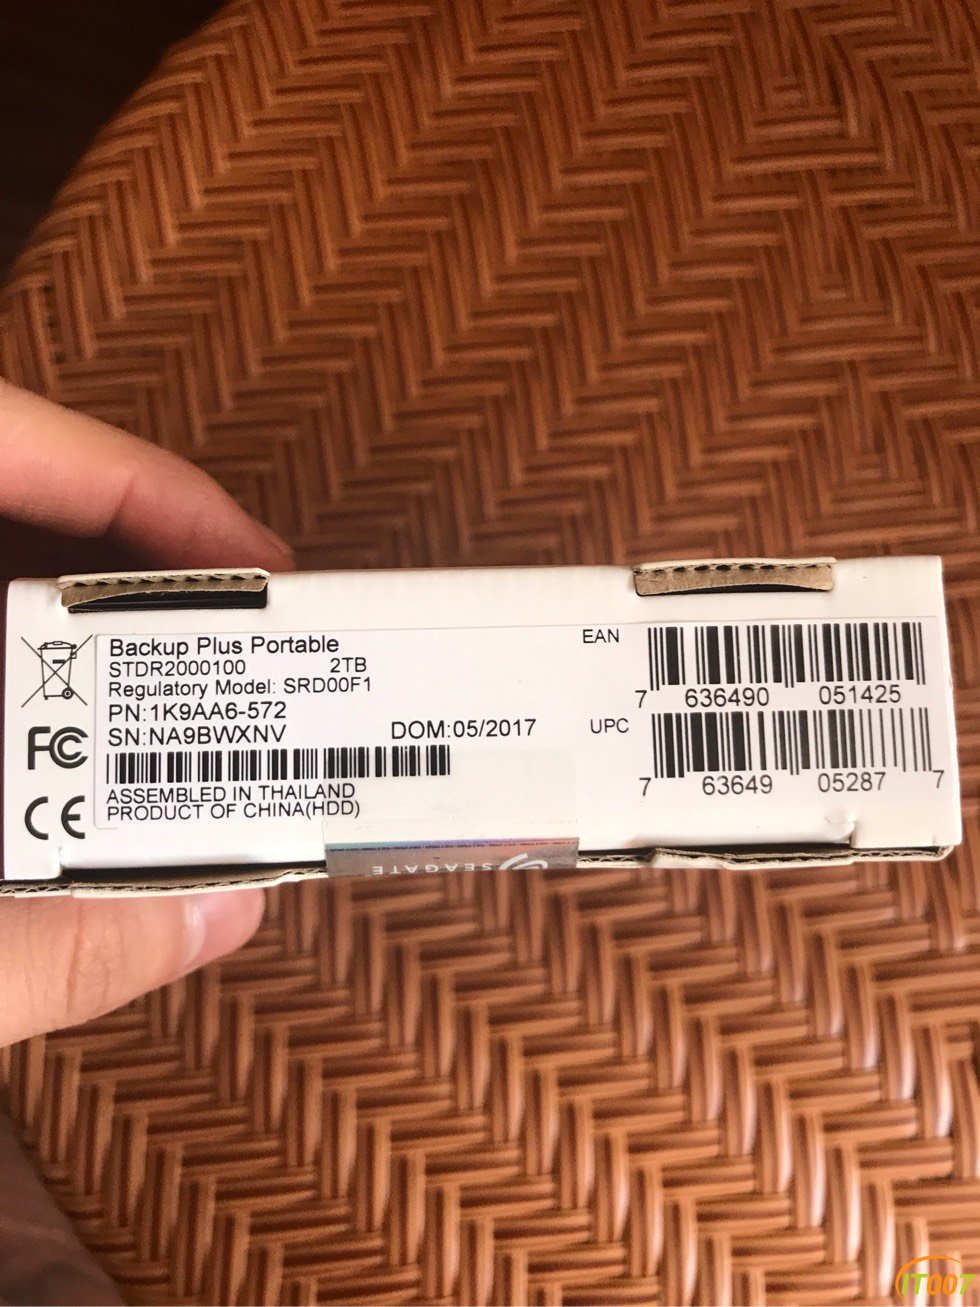 Backup Plus Portable
STDR2000100 2TB
Regulatory Model: SRD00F1
PN:1K9AA6-572
SN:NA9BWXNV DOM:05/2017
ASSEMBLED IN THAILAND
PRODUCT OF CHINA(HDD)
FC
CE
EAN
7 636490 051425
UPC
7 63649 05287 7
SEAGATE
IT007